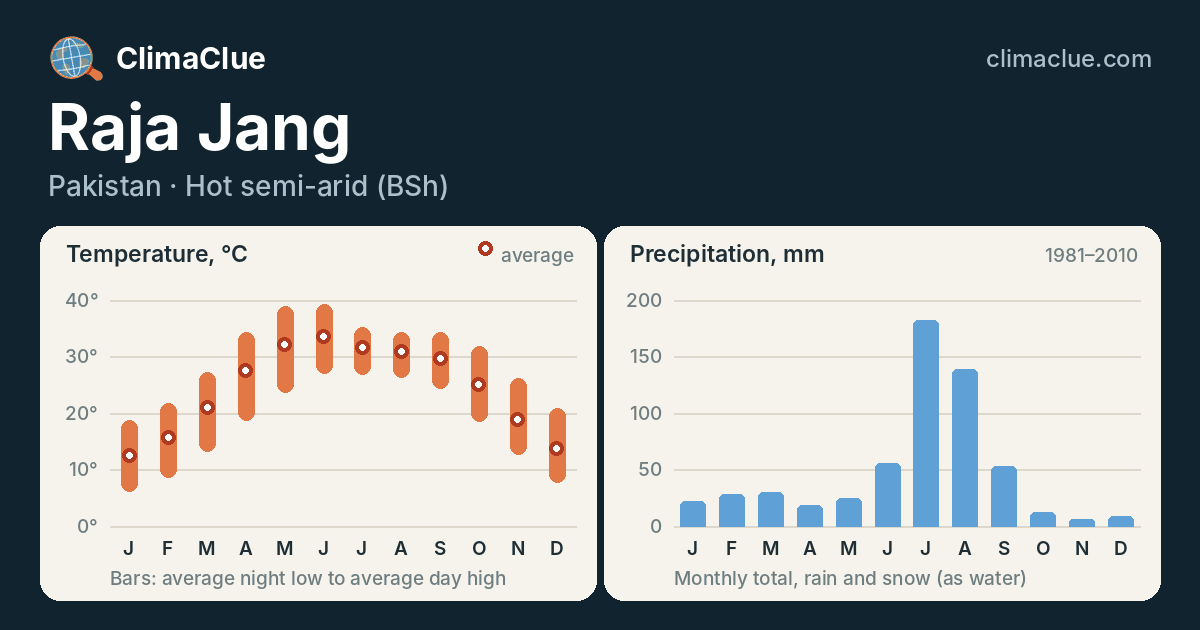 ClimaClue
climaclue.com
Raja Jang
Pakistan · Hot semi-arid (BSh)
Temperature, °C
average
40°
30°
20°
10°
0°
J F M A M J J A S O N D
Bars: average night low to average day high
Precipitation, mm
1981–2010
200
150
100
50
0
J F M A M J J A S O N D
Monthly total, rain and snow (as water)